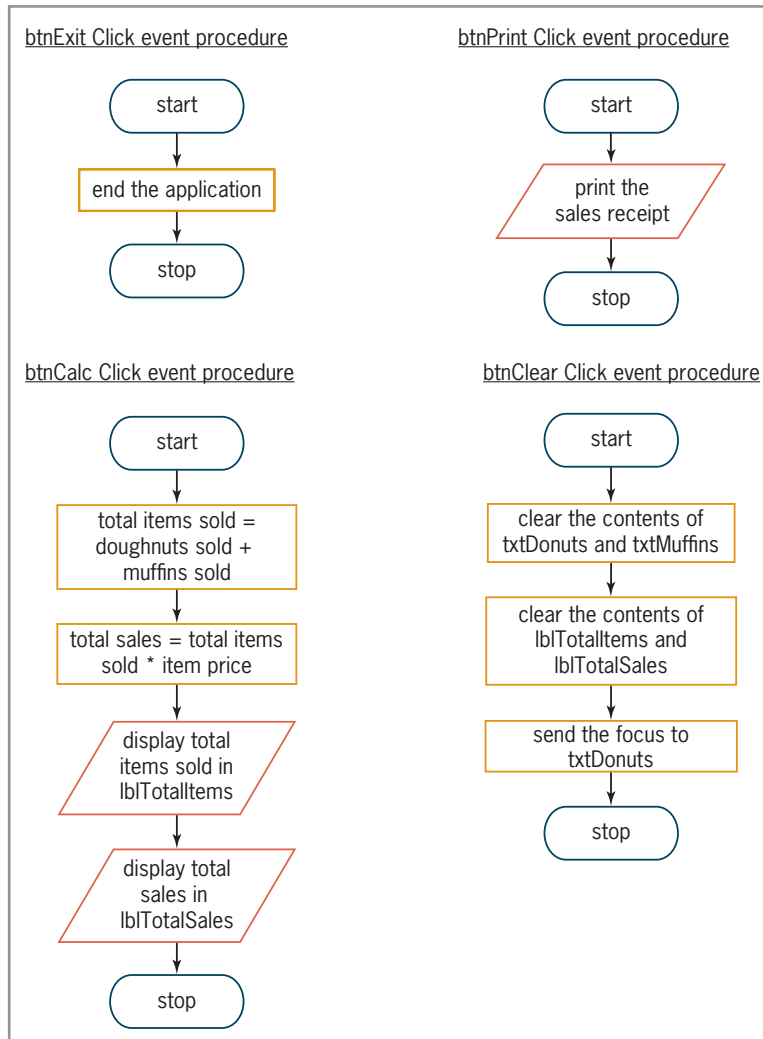 btnExit Click event procedure
start
end the application
stop
btnPrint Click event procedure
start
print the
sales receipt
stop
btnCalc Click event procedure
start
total items sold =
doughnuts sold +
muffins sold
total sales = total items
sold * item price
display total
items sold in
lblTotalItems
display total
sales in
lblTotalSales
stop
btnClear Click event procedure
start
clear the contents of
txtDonuts and txtMuffins
clear the contents of
lblTotalItems and
lblTotalSales
send the focus to
txtDonuts
stop